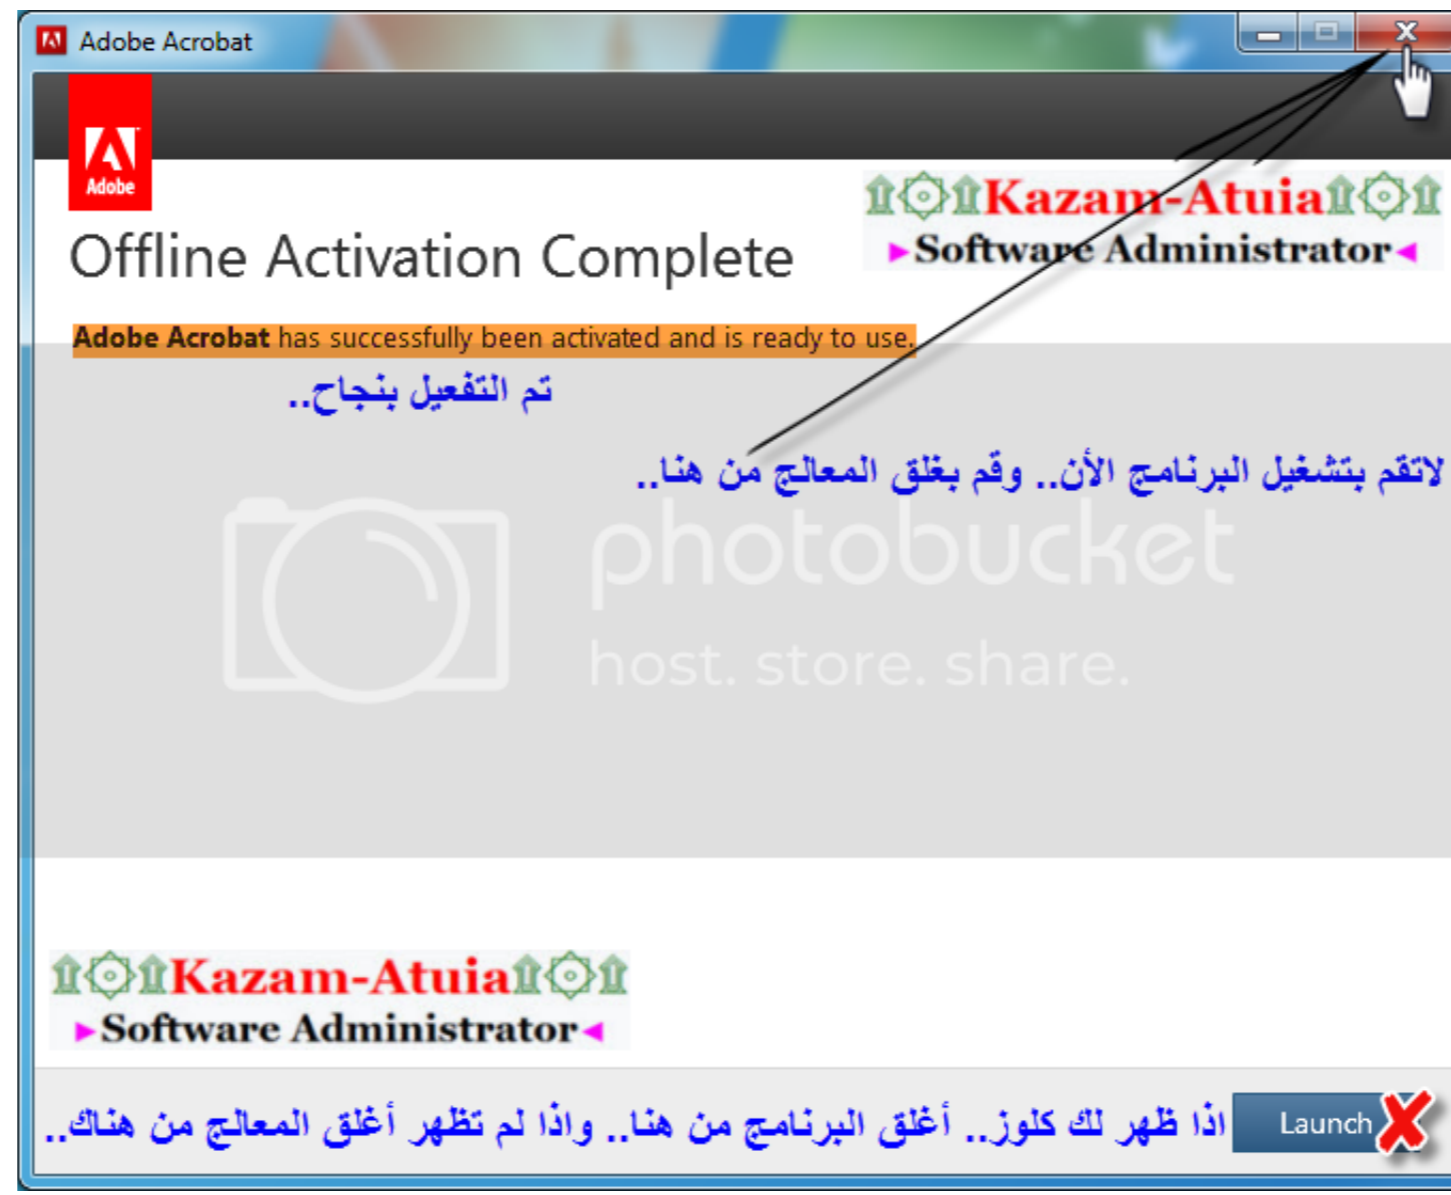 Adobe Acrobat
Adobe
۩۞۩Kazam-Atuia۩۞۩
►Software Administrator◄
Offline Activation Complete
Adobe Acrobat has successfully been activated and is ready to use.
تم التفعيل بنجاح..
لاتقم بتشغيل البرنامج الأن.. وقم بغلق المعالج من هنا..
photobucket
host. store. share.
۩۞۩Kazam-Atuia۩۞۩
►Software Administrator◄
اذا ظهر لك كلوز.. أغلق البرنامج من هنا.. واذا لم تظهر أغلق المعالج من هناك..
Launch